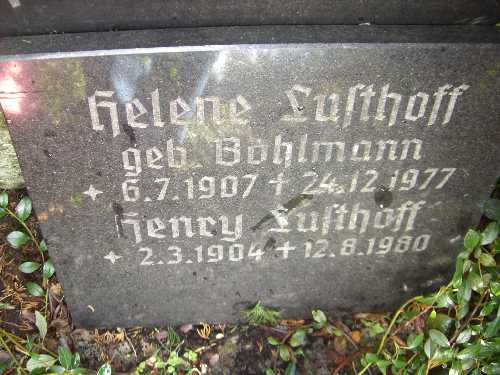 Helene Lusthoff
geb. Böhlmann
+ 6.7.1907 + 24.12.1977
Henry Lusthoff
+ 2.3.1904 + 12.8.1980